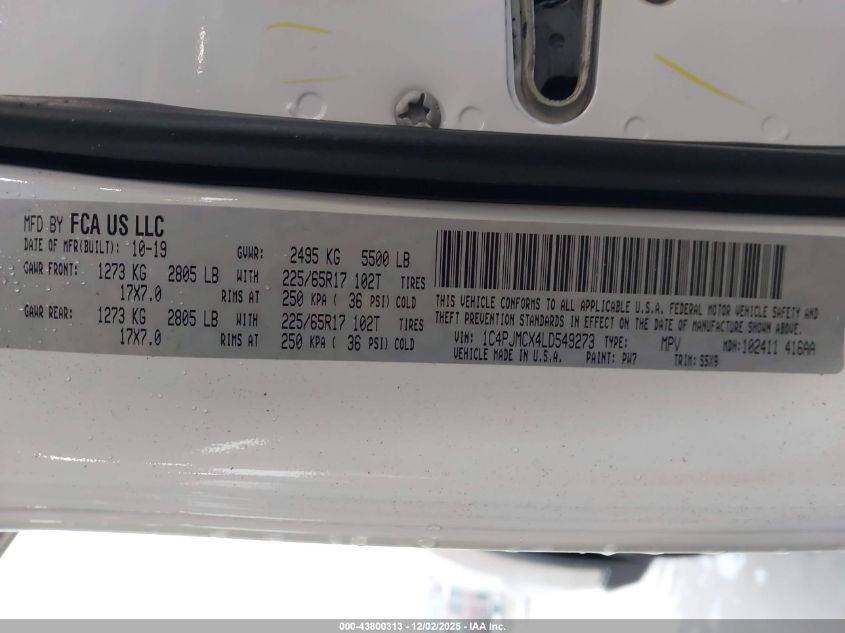 MFD BY FCA US LLC
DATE OF MFR(BUILT): 10-19 GVWR: 2495 KG 5500 LB
GAWR FRONT: 1273 KG 2805 LB WITH 225/65R17 102T TIRES
17X7.0 RIMS AT 250 KPA ( 36 PSI) COLD
GAWR REAR: 1273 KG 2805 LB WITH 225/65R17 102T TIRES
17X7.0 RIMS AT 250 KPA ( 36 PSI) COLD
THIS VEHICLE CONFORMS TO ALL APPLICABLE U.S.A. FEDERAL MOTOR VEHICLE SAFETY AND
THEFT PREVENTION STANDARDS IN EFFECT ON THE DATE OF MANUFACTURE SHOWN ABOVE.
VIN: 1C4PJMCX4LD549273 TYPE: MPV MDH: 102411 416AA
VEHICLE MADE IN U.S.A. PAINT: PW7 TRIM: S5X9
000-43800313 - 12/02/2025 - IAA Inc.